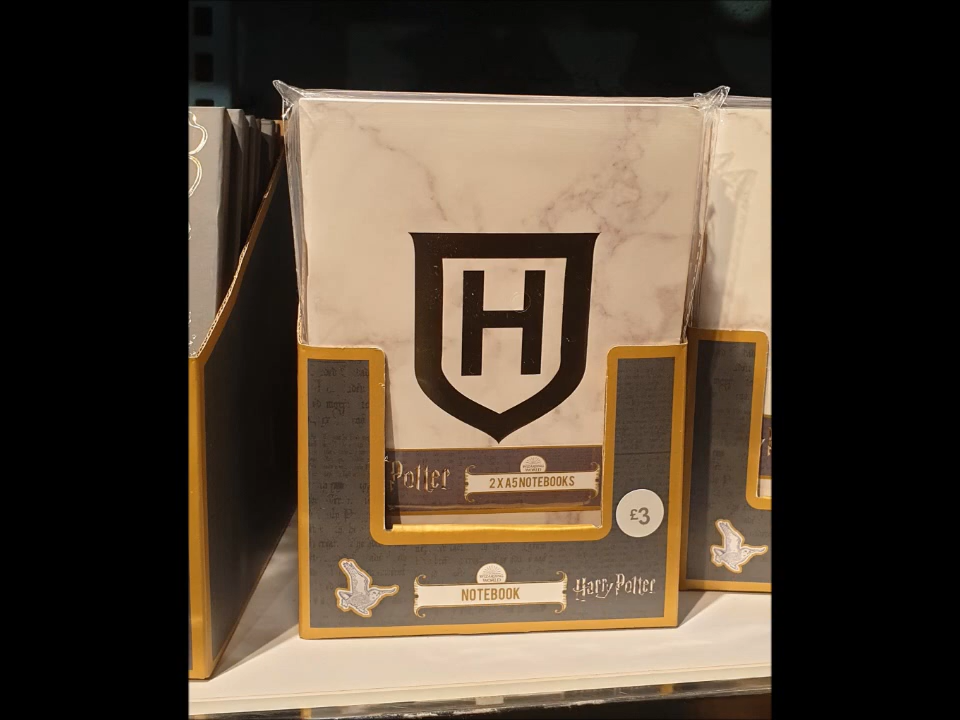 H
Potter
2 X A5 NOTEBOOKS
£3
NOTEBOOK
Harry Potter